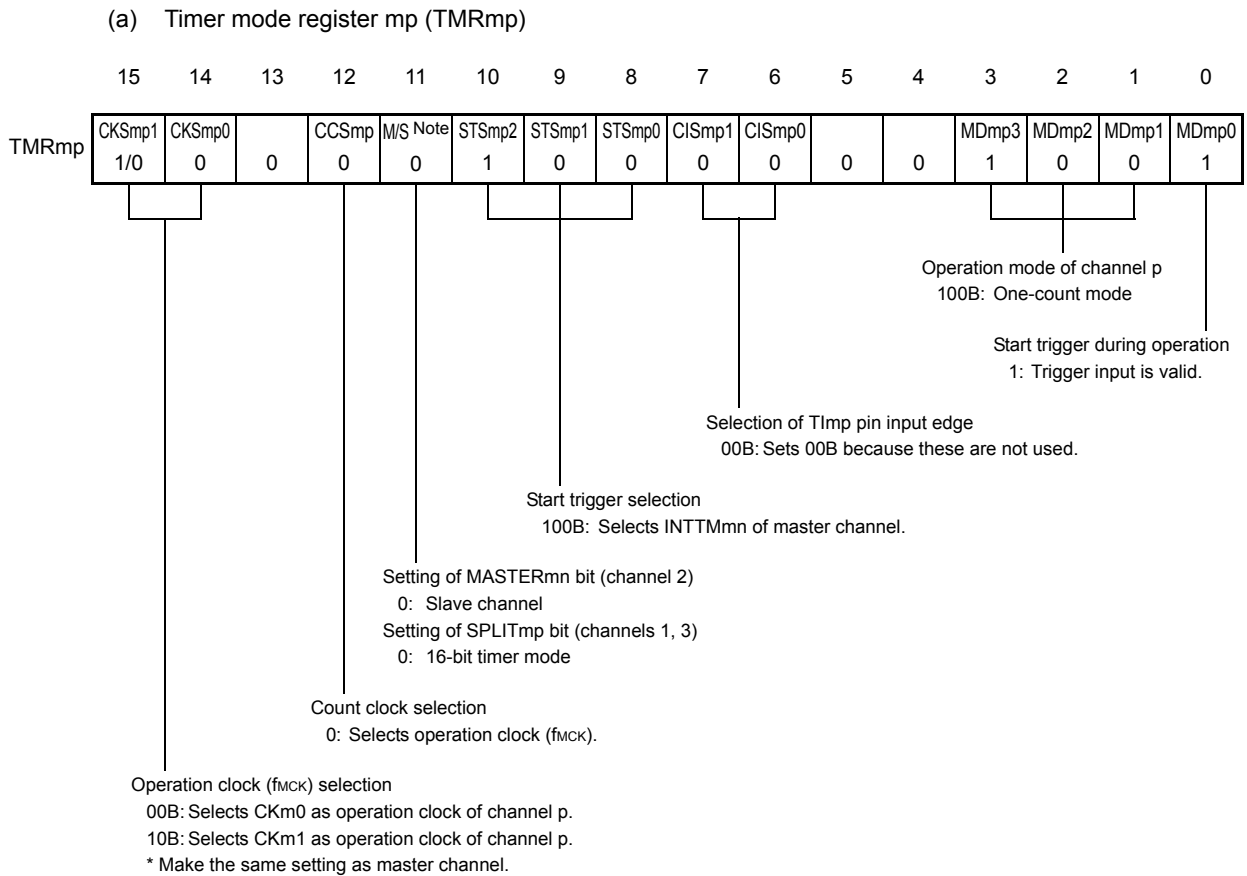 (a) Timer mode register mp (TMRmp)
15 14 13 12 11 10 9 8 7 6 5 4 3 2 1 0
CKSmp1 CKSmp0 CCSmp M/S Note STSmp2 STSmp1 STSmp0 CISmp1 CISmp0 MDmp3 MDmp2 MDmp1 MDmp0
TMRmp
1/0 0 0 0 0 1 0 0 0 0 0 0 1 0 0 1
Operation mode of channel p
100B: One-count mode
Start trigger during operation
1: Trigger input is valid.
Selection of TImp pin input edge
00B: Sets 00B because these are not used.
Start trigger selection
100B: Selects INTTMmn of master channel.
Setting of MASTERmn bit (channel 2)
0: Slave channel
Setting of SPLITmp bit (channels 1, 3)
0: 16-bit timer mode
Count clock selection
0: Selects operation clock (fMCK).
Operation clock (fMCK) selection
00B: Selects CKm0 as operation clock of channel p.
10B: Selects CKm1 as operation clock of channel p.
* Make the same setting as master channel.